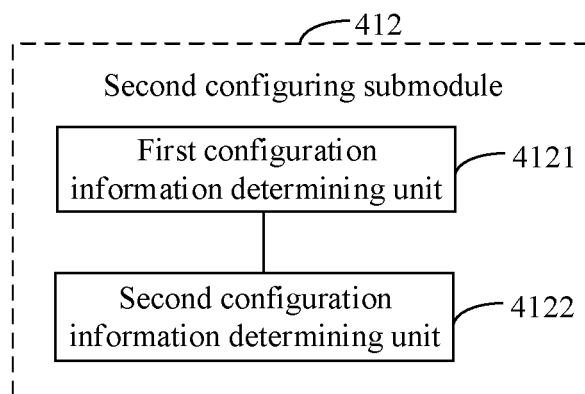 412
Second configuring submodule
First configuration
information determining unit
4121
Second configuration
information determining unit
4122